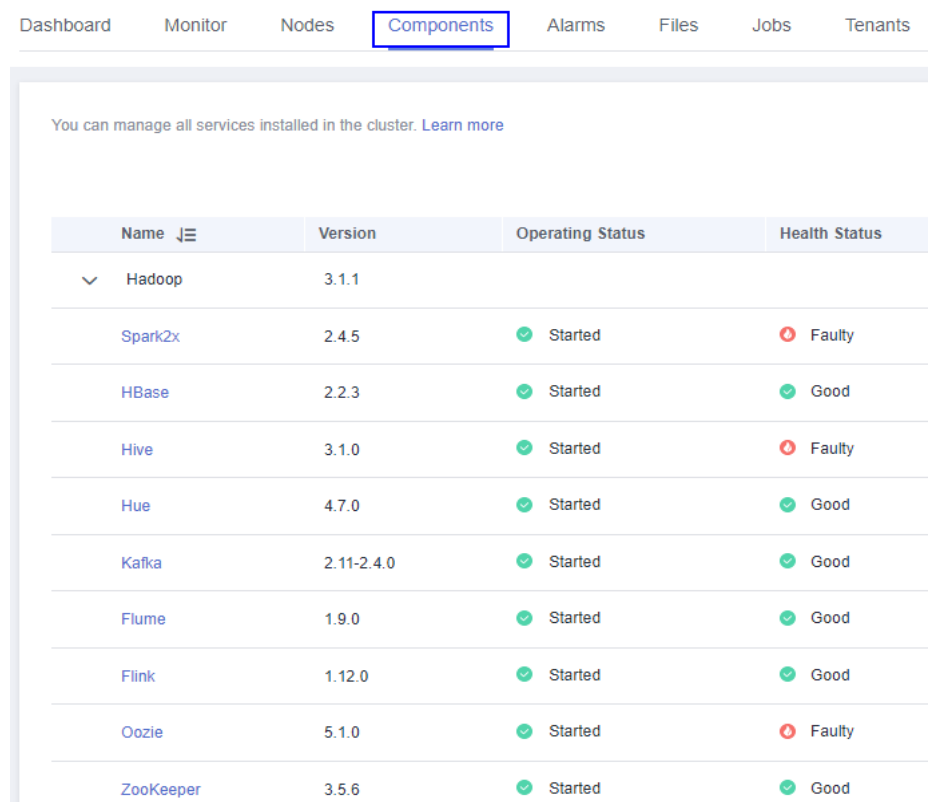 Dashboard Monitor Nodes Components Alarms Files Jobs Tenants
You can manage all services installed in the cluster. Learn more
Name Version Operating Status Health Status
Hadoop 3.1.1
Spark2x 2.4.5 Started Faulty
HBase 2.2.3 Started Good
Hive 3.1.0 Started Faulty
Hue 4.7.0 Started Good
Kafka 2.11-2.4.0 Started Good
Flume 1.9.0 Started Good
Flink 1.12.0 Started Good
Oozie 5.1.0 Started Faulty
ZooKeeper 3.5.6 Started Good